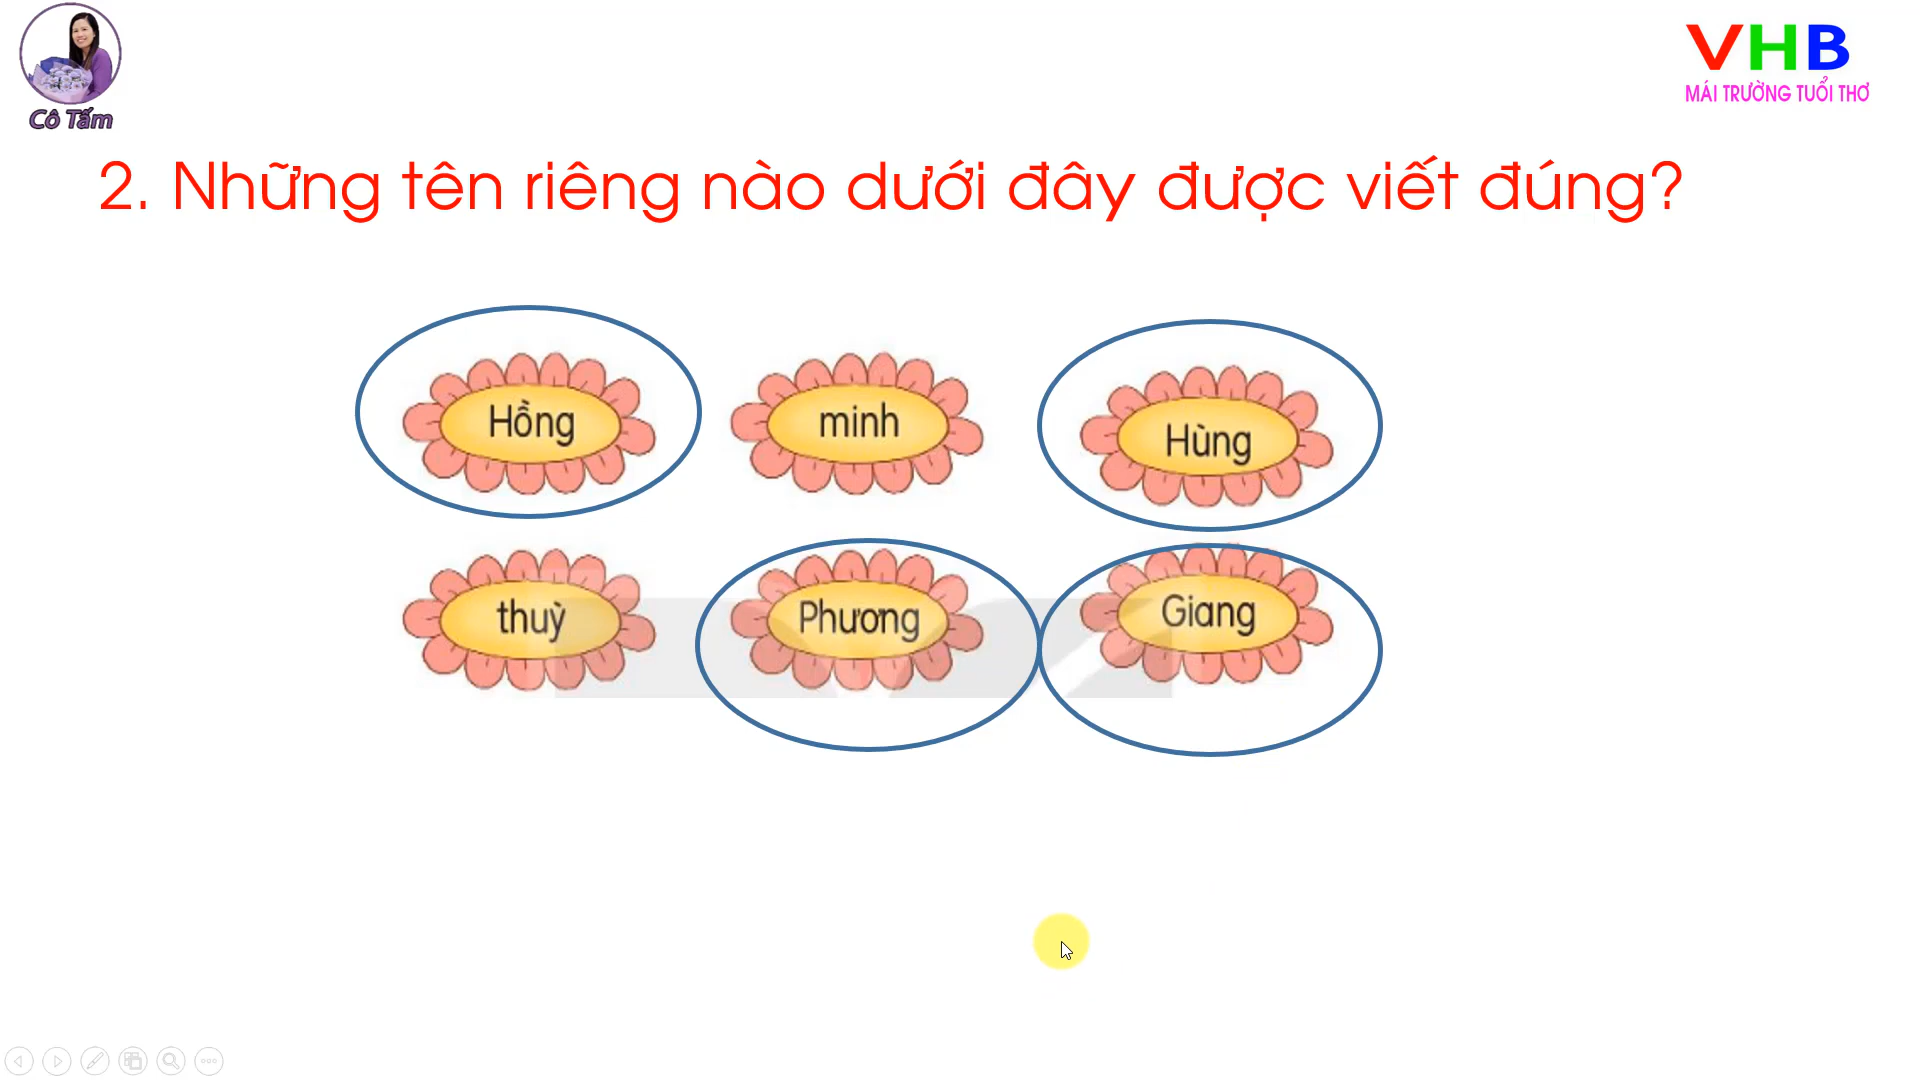 Cô Tấm
VHB
MÁI TRƯỜNG TUỔI THƠ
2. Những tên riêng nào dưới đây được viết đúng?
Hồng minh Hùng
thuỳ Phương Giang